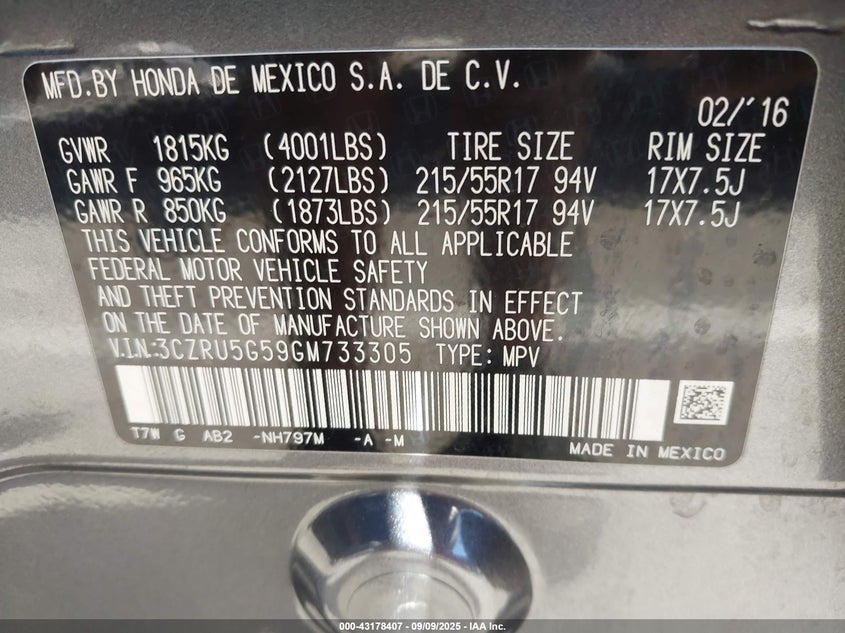 MFD.BY HONDA DE MEXICO S.A. DE C.V.
02/'16
GVWR 1815KG (4001LBS) TIRE SIZE RIM SIZE
GAWR F 965KG (2127LBS) 215/55R17 94V 17X7.5J
GAWR R 850KG (1873LBS) 215/55R17 94V 17X7.5J
THIS VEHICLE CONFORMS TO ALL APPLICABLE
FEDERAL MOTOR VEHICLE SAFETY
AND THEFT PREVENTION STANDARDS IN EFFECT
ON THE DATE OF MANUFACTURE SHOWN ABOVE.
V.I.N.:3CZRU5G59GM733305 TYPE: MPV
T7W G AB2 -NH797M -A -M
MADE IN MEXICO
000-43178407 - 09/09/2025 - IAA Inc.